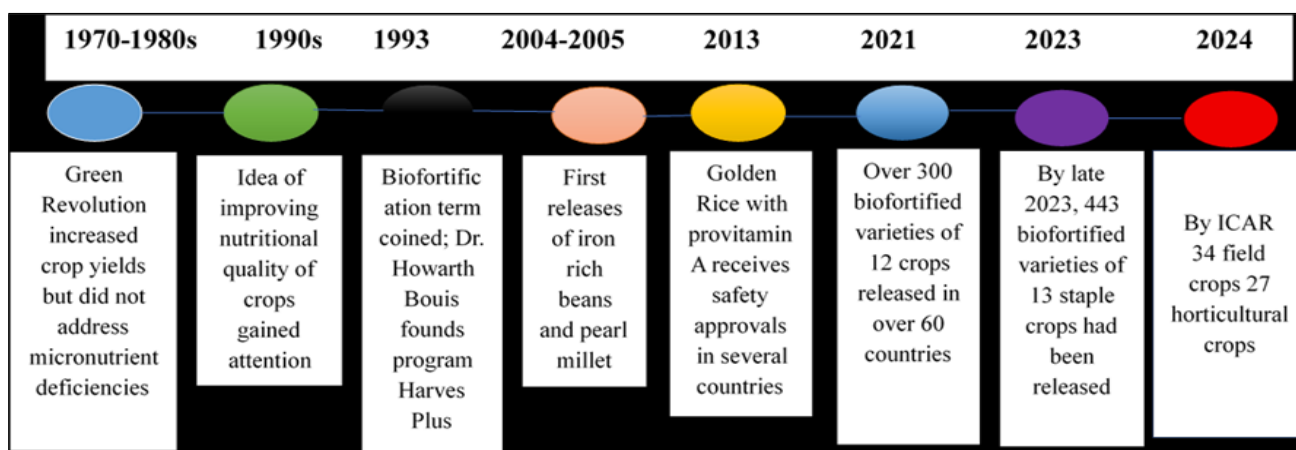 1970-1980s 1990s 1993 2004-2005 2013 2021 2023 2024
Green
Revolution
increased
crop yields
but did not
address
micronutrient
deficiencies
Idea of
improving
nutritional
quality of
crops
gained
attention
Biofortific
ation term
coined; Dr.
Howarth
Bouis
founds
program
Harves
Plus
First
releases
of iron
rich
beans
and pearl
millet
Golden
Rice with
provitamin
A receives
safety
approvals
in several
countries
Over 300
biofortified
varieties of
12 crops
released in
over 60
countries
By late
2023, 443
biofortified
varieties of
13 staple
crops had
been
released
By ICAR
34 field
crops 27
horticultural
crops